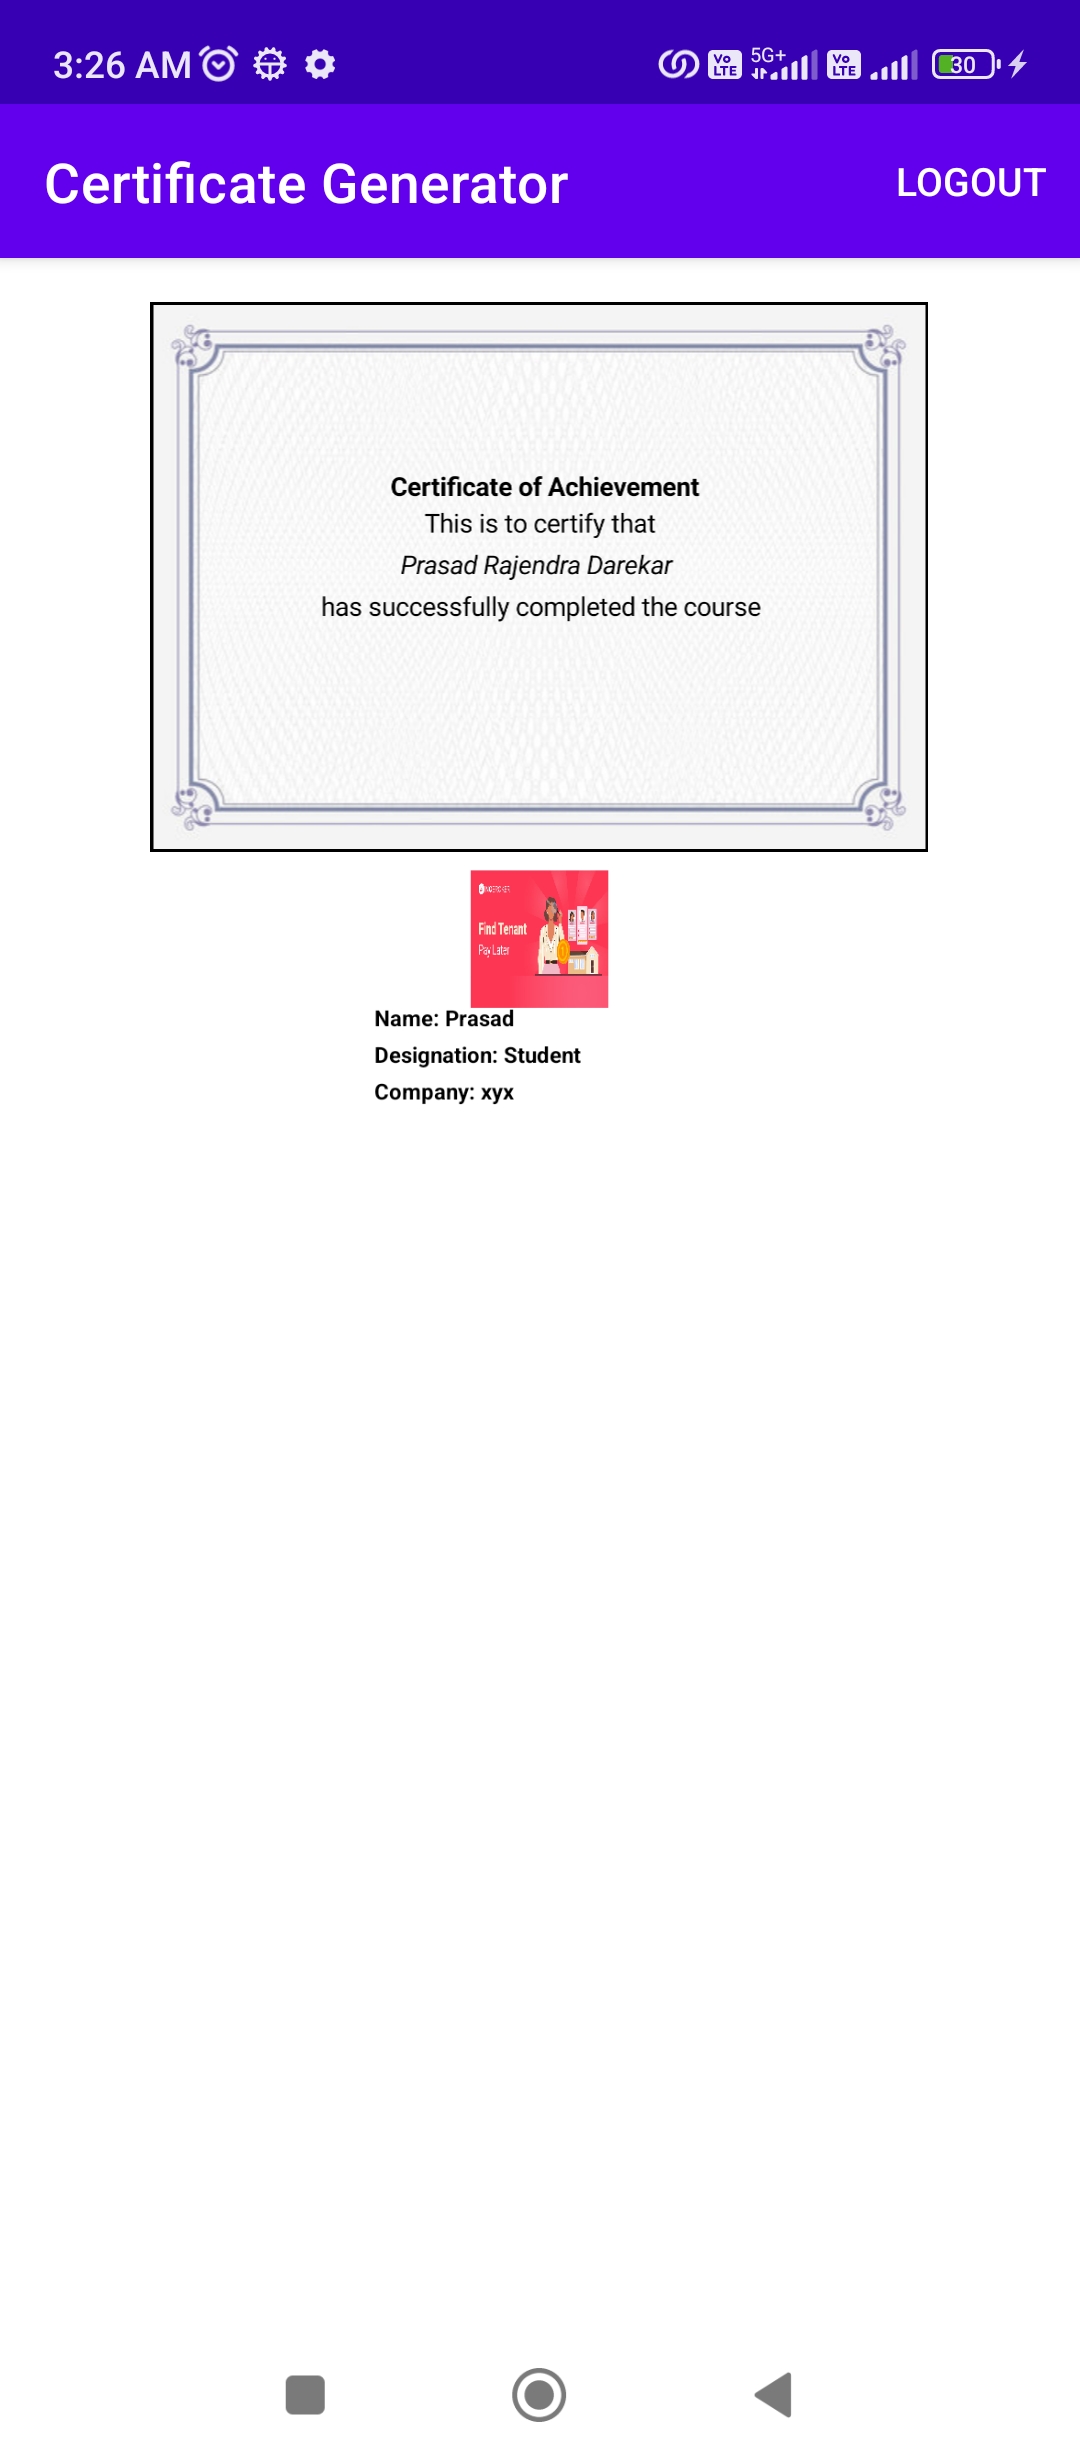 3:26 AM
Vo LTE 5G+ Vo LTE 30
Certificate Generator
LOGOUT
Certificate of Achievement
This is to certify that
Prasad Rajendra Darekar
has successfully completed the course
Find Tenant
Pay Later
Name: Prasad
Designation: Student
Company: xyx